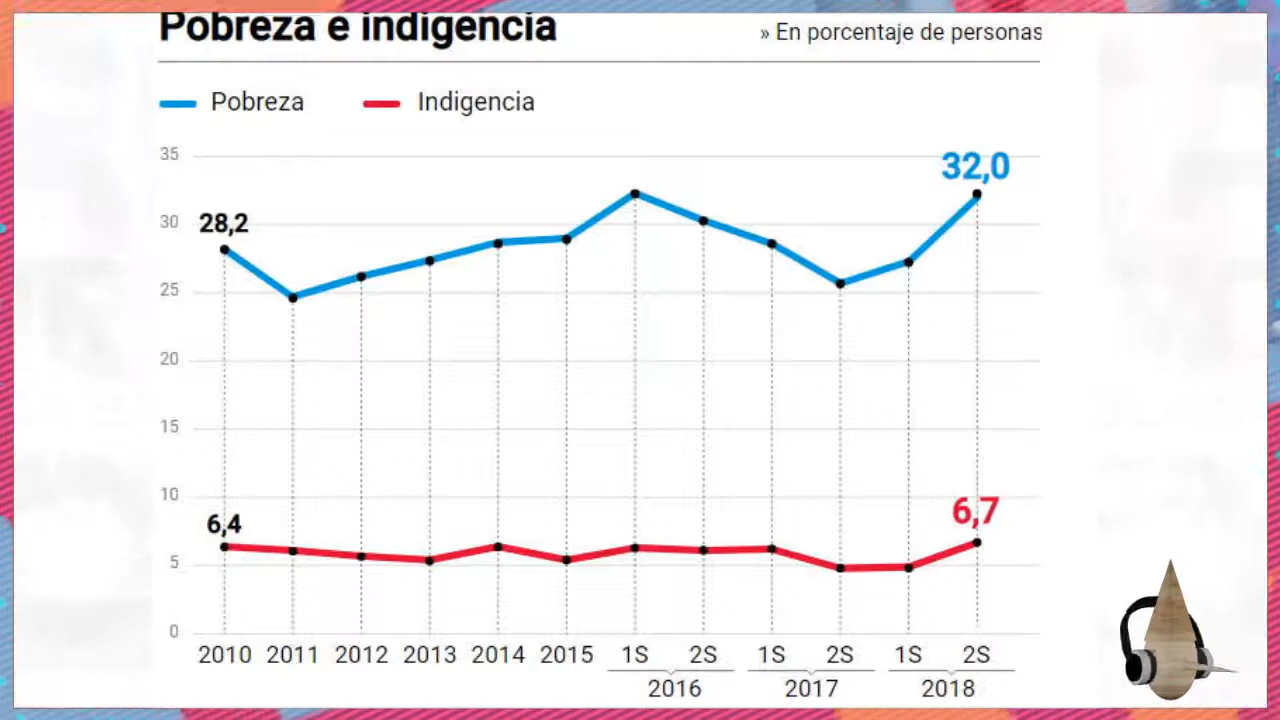 Pobreza e indigencia
» En porcentaje de personas
Pobreza
Indigencia
35
32,0
30
28,2
25
20
15
10
6,7
6,4
5
0
2010 2011 2012 2013 2014 2015 1S 2S 1S 2S 1S 2S
2016 2017 2018